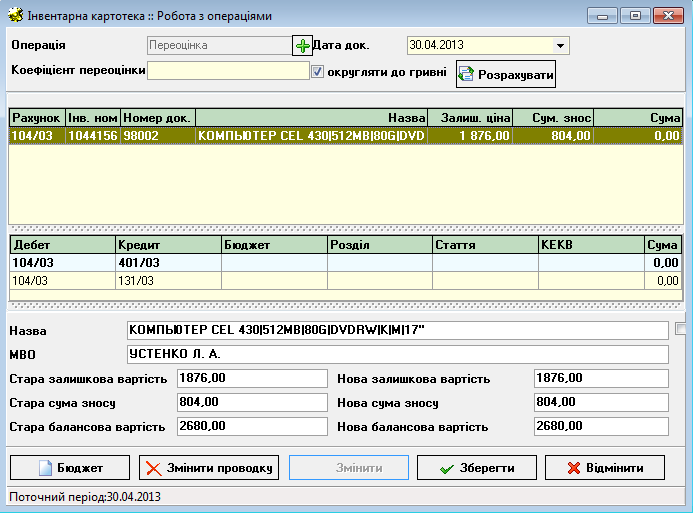 Інвентарна картотека :: Робота з операціями
Операція Переоцінка Дата док. 30.04.2013
Коефіцієнт переоцінки округляти до гривні Розрахувати
Рахунок Інв. ном Номер док. Назва Залиш. ціна Сум. знос Сума
104/03 1044156 98002 КОМПЬЮТЕР CEL 430|512MB|80G|DVD 1 876,00 804,00 0,00
Дебет Кредит Бюджет Розділ Стаття КЕКВ Сума
104/03 401/03 0,00
104/03 131/03 0,00
Назва КОМПЬЮТЕР CEL 430|512MB|80G|DVDRW|K|M|17"
МВО УСТЕНКО Л. А.
Стара залишкова вартість 1876,00 Нова залишкова вартість 1876,00
Стара сума зносу 804,00 Нова сума зносу 804,00
Стара балансова вартість 2680,00 Нова балансова вартість 2680,00
Бюджет Змінити проводку Змінити Зберегти Відмінити
Поточний період:30.04.2013